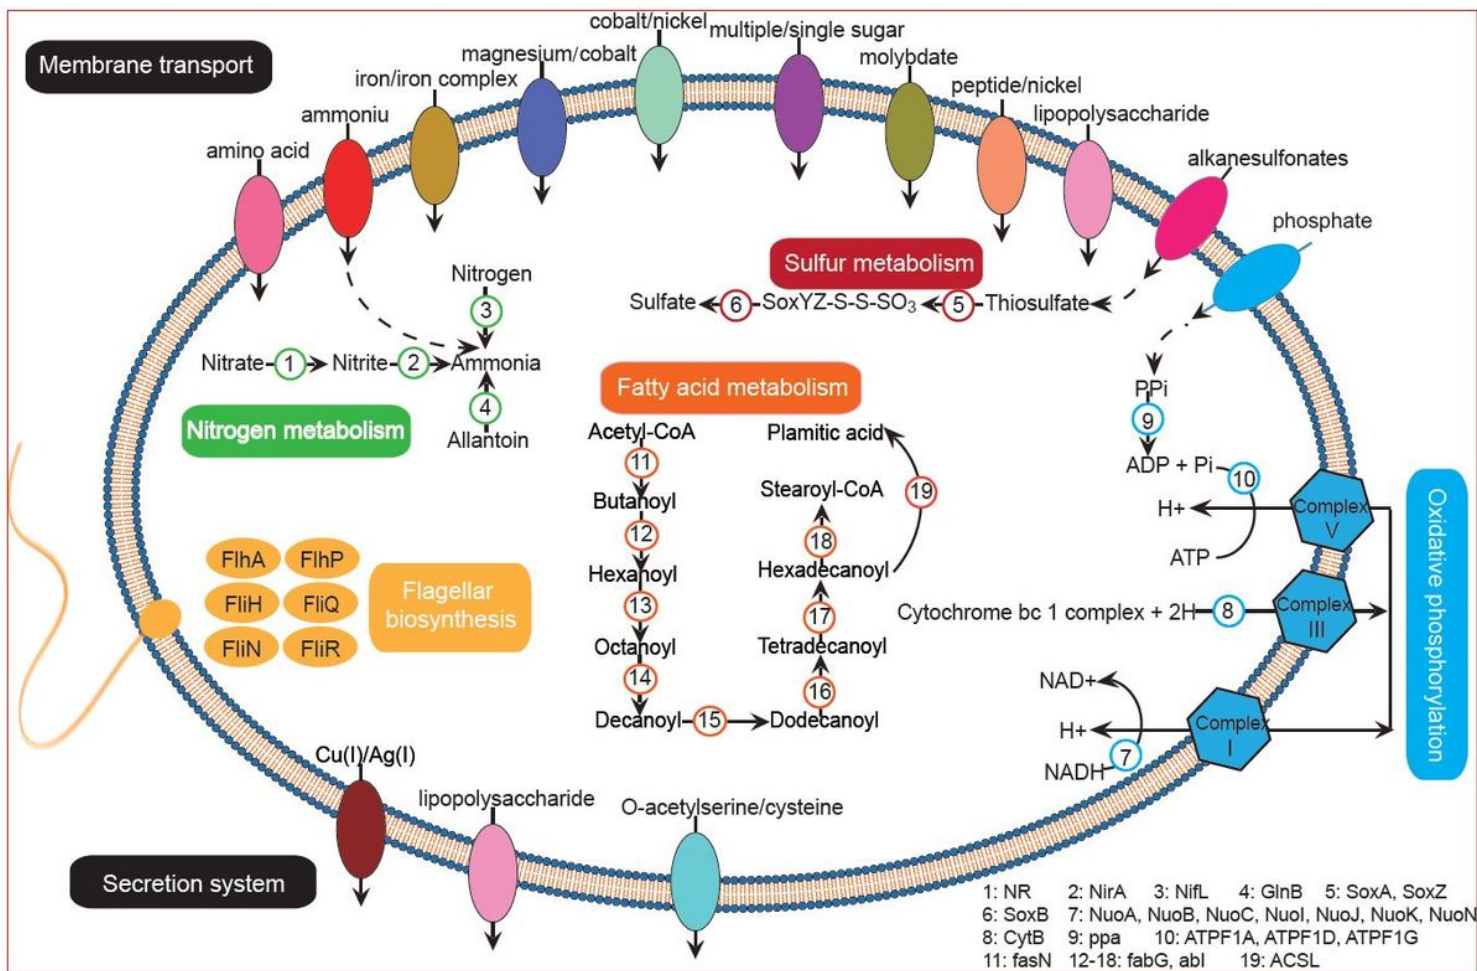 Membrane transport
amino acid
ammoniu
iron/iron complex
magnesium/cobalt
cobalt/nickel
multiple/single sugar
molybdate
peptide/nickel
lipopolysaccharide
alkanesulfonates
phosphate
Sulfur metabolism
Sulfate 6 SoxYZ-S-S-SO₃ 5 Thiosulfate
Nitrogen
3
Nitrate 1 Nitrite 2 Ammonia
4
Allantoin
Nitrogen metabolism
Fatty acid metabolism
Acetyl-CoA
11
Butanoyl
12
Hexanoyl
13
Octanoyl
14
Decanoyl 15 Dodecanoyl
16
Tetradecanoyl
17
Hexadecanoyl
18
Stearoyl-CoA
19
Plamitic acid
PPi
9
ADP + Pi
10
H+
ATP
Complex
V
Cytochrome bc 1 complex + 2H 8
Complex
III
NAD+
H+
NADH 7
Complex
I
Oxidative phosphorylation
FlhA FlhP
FliH FliQ
FliN FliR
Flagellar
biosynthesis
Cu(I)/Ag(I)
lipopolysaccharide
O-acetylserine/cysteine
Secretion system
1: NR 2: NirA 3: NifL 4: GlnB 5: SoxA, SoxZ
6: SoxB 7: NuoA, NuoB, NuoC, NuoI, NuoJ, NuoK, NuoN
8: CytB 9: ppa 10: ATPF1A, ATPF1D, ATPF1G
11: fasN 12-18: fabG, abI 19: ACSL